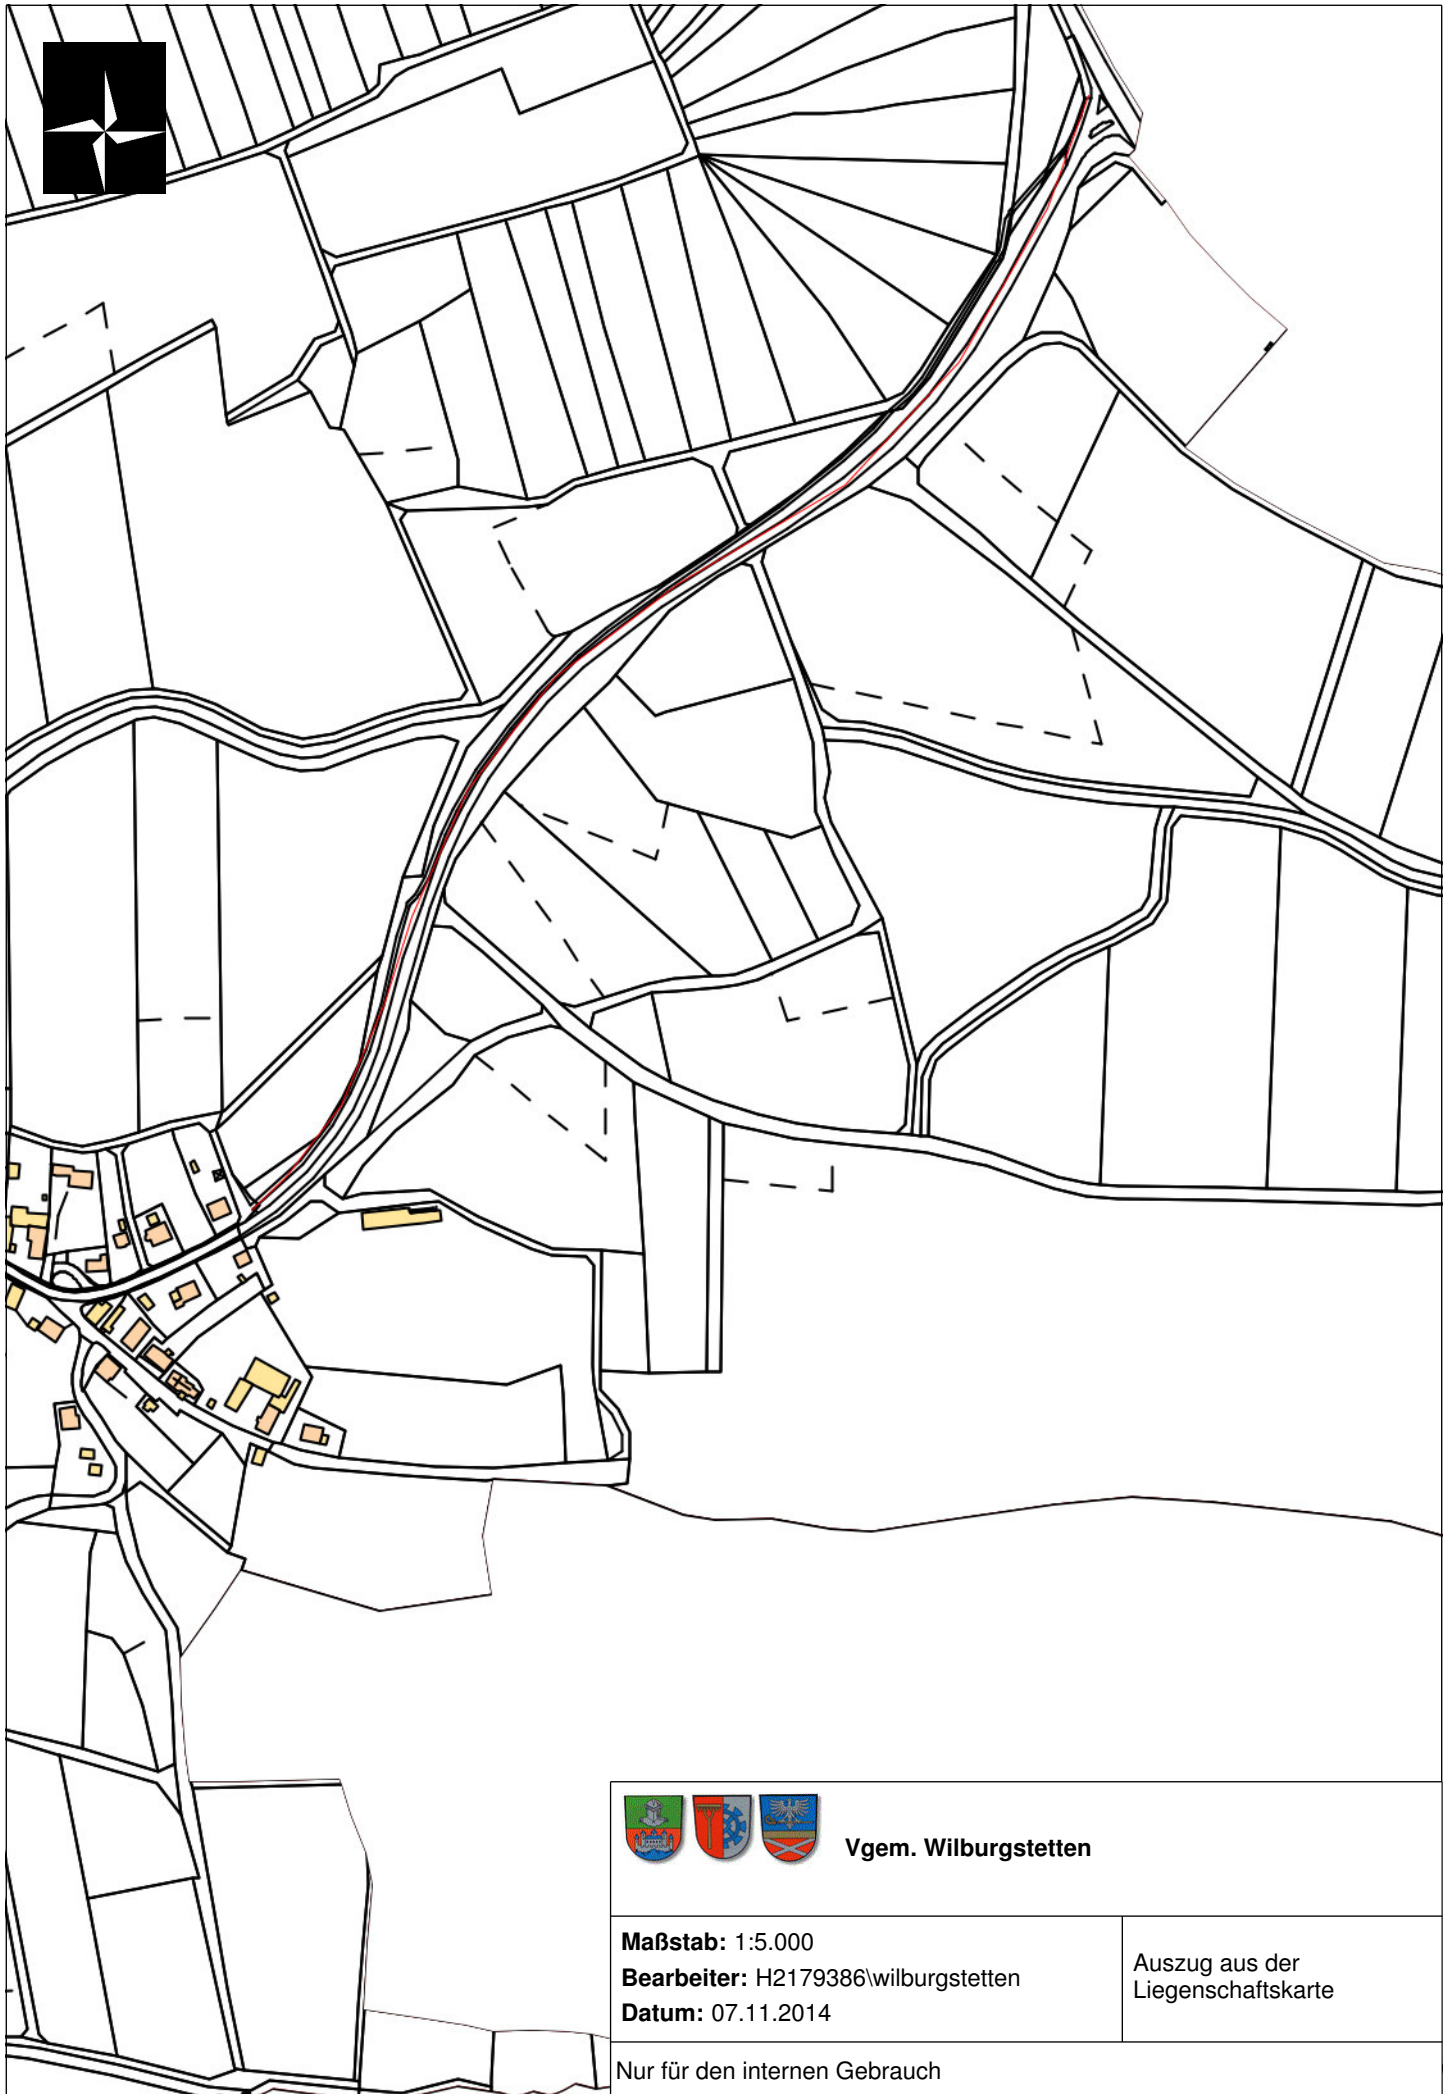 Vgem. Wilburgstetten
Maßstab: 1:5.000
Bearbeiter: H2179386\wilburgstetten
Datum: 07.11.2014
Auszug aus der
Liegenschaftskarte
Nur für den internen Gebrauch